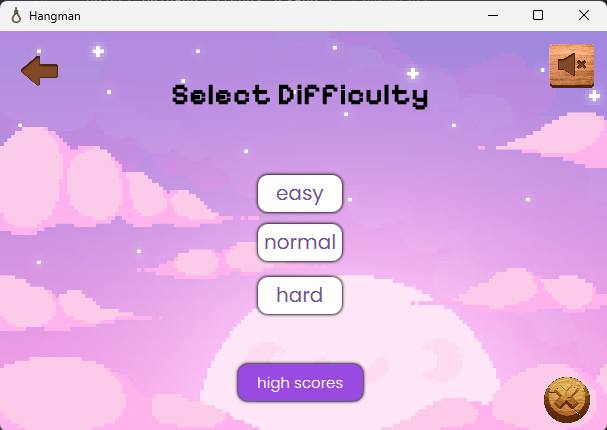 Hangman
Select Difficulty
easy
normal
hard
high scores